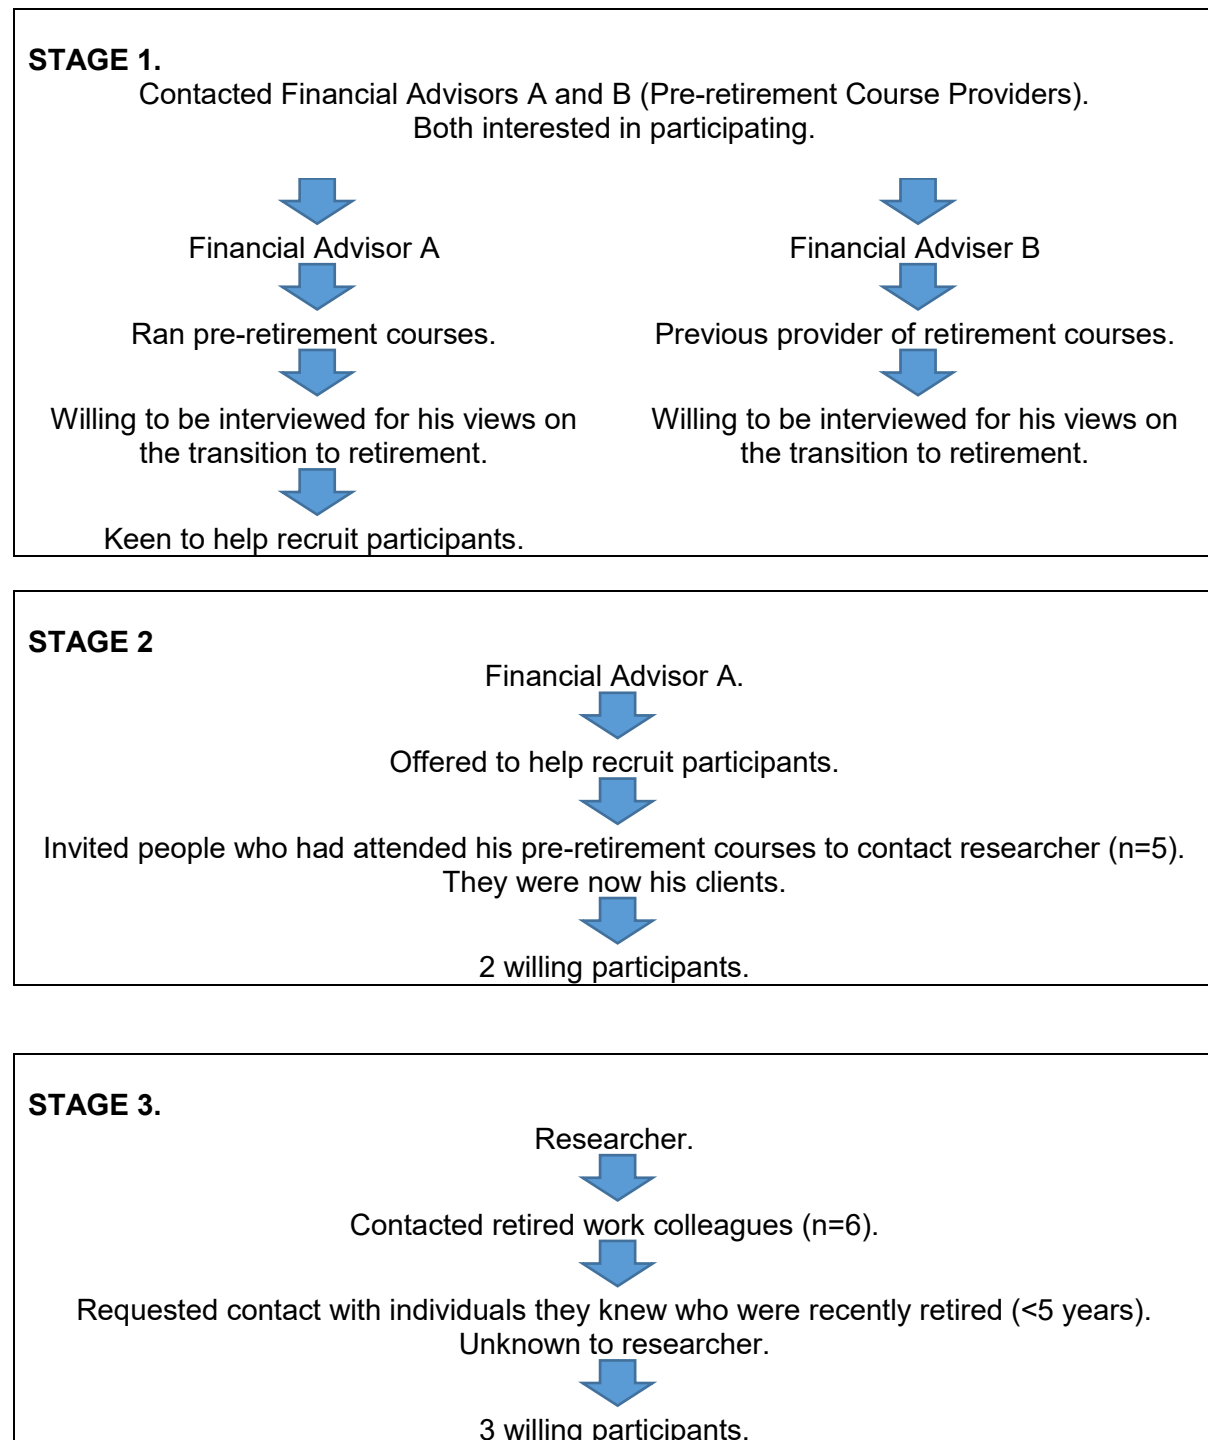 STAGE 1.
Contacted Financial Advisors A and B (Pre-retirement Course Providers).
Both interested in participating.
Financial Advisor A
Ran pre-retirement courses.
Willing to be interviewed for his views on
the transition to retirement.
Keen to help recruit participants.
Financial Adviser B
Previous provider of retirement courses.
Willing to be interviewed for his views on
the transition to retirement.
STAGE 2
Financial Advisor A.
Offered to help recruit participants.
Invited people who had attended his pre-retirement courses to contact researcher (n=5).
They were now his clients.
2 willing participants.
STAGE 3.
Researcher.
Contacted retired work colleagues (n=6).
Requested contact with individuals they knew who were recently retired (<5 years).
Unknown to researcher.
3 willing participants.